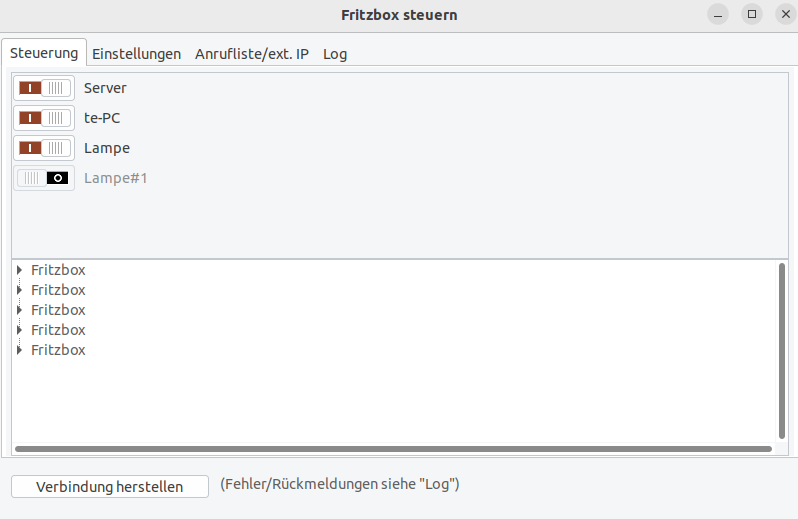 Fritzbox steuern
Steuerung Einstellungen Anrufliste/ext. IP Log
Server
te-PC
Lampe
Lampe#1
Fritzbox
Fritzbox
Fritzbox
Fritzbox
Fritzbox
Verbindung herstellen (Fehler/Rückmeldungen siehe "Log")